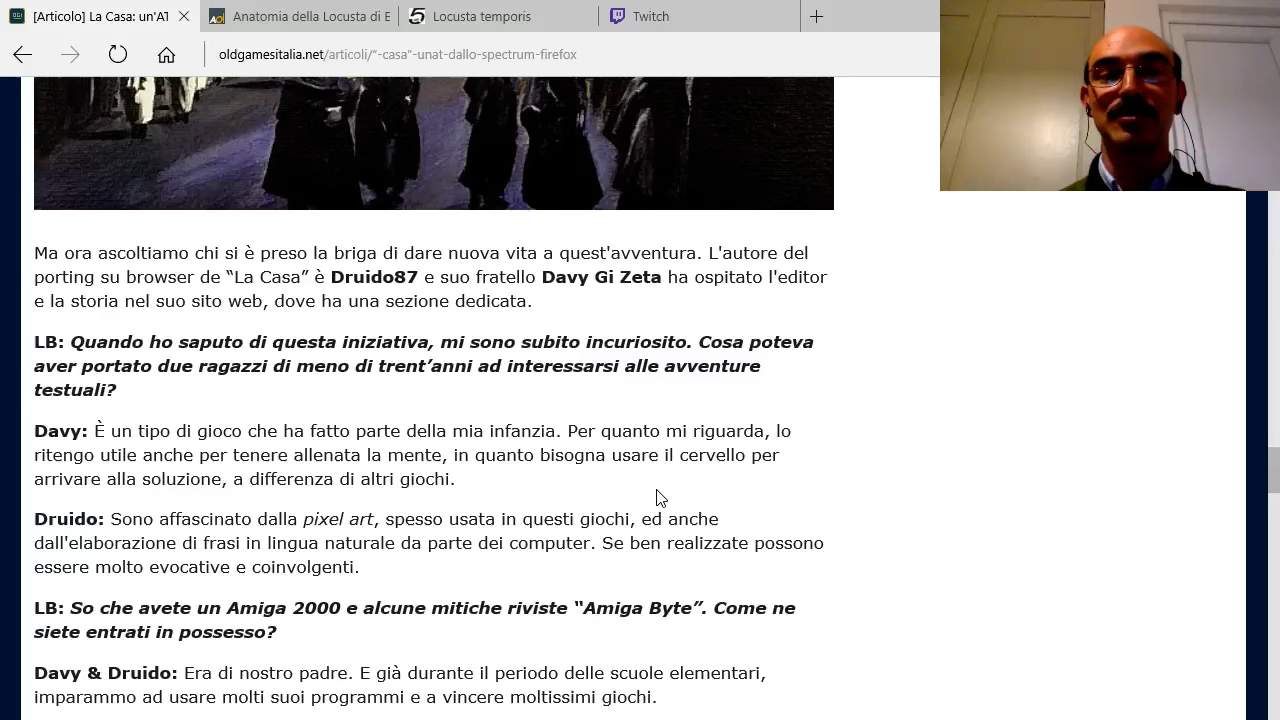 [Articolo] La Casa: un'AT
Anatomia della Locusta di E
Locusta temporis
Twitch
oldgamesitalia.net/articoli/“-casa”-unat-dallo-spectrum-firefox
Ma ora ascoltiamo chi si è preso la briga di dare nuova vita a quest'avventura. L'autore del
porting su browser de “La Casa” è Druido87 e suo fratello Davy Gi Zeta ha ospitato l'editor
e la storia nel suo sito web, dove ha una sezione dedicata.
LB: Quando ho saputo di questa iniziativa, mi sono subito incuriosito. Cosa poteva
aver portato due ragazzi di meno di trent’anni ad interessarsi alle avventure
testuali?
Davy: È un tipo di gioco che ha fatto parte della mia infanzia. Per quanto mi riguarda, lo
ritengo utile anche per tenere allenata la mente, in quanto bisogna usare il cervello per
arrivare alla soluzione, a differenza di altri giochi.
Druido: Sono affascinato dalla pixel art, spesso usata in questi giochi, ed anche
dall'elaborazione di frasi in lingua naturale da parte dei computer. Se ben realizzate possono
essere molto evocative e coinvolgenti.
LB: So che avete un Amiga 2000 e alcune mitiche riviste “Amiga Byte”. Come ne
siete entrati in possesso?
Davy & Druido: Era di nostro padre. E già durante il periodo delle scuole elementari,
imparammo ad usare molti suoi programmi e a vincere moltissimi giochi.